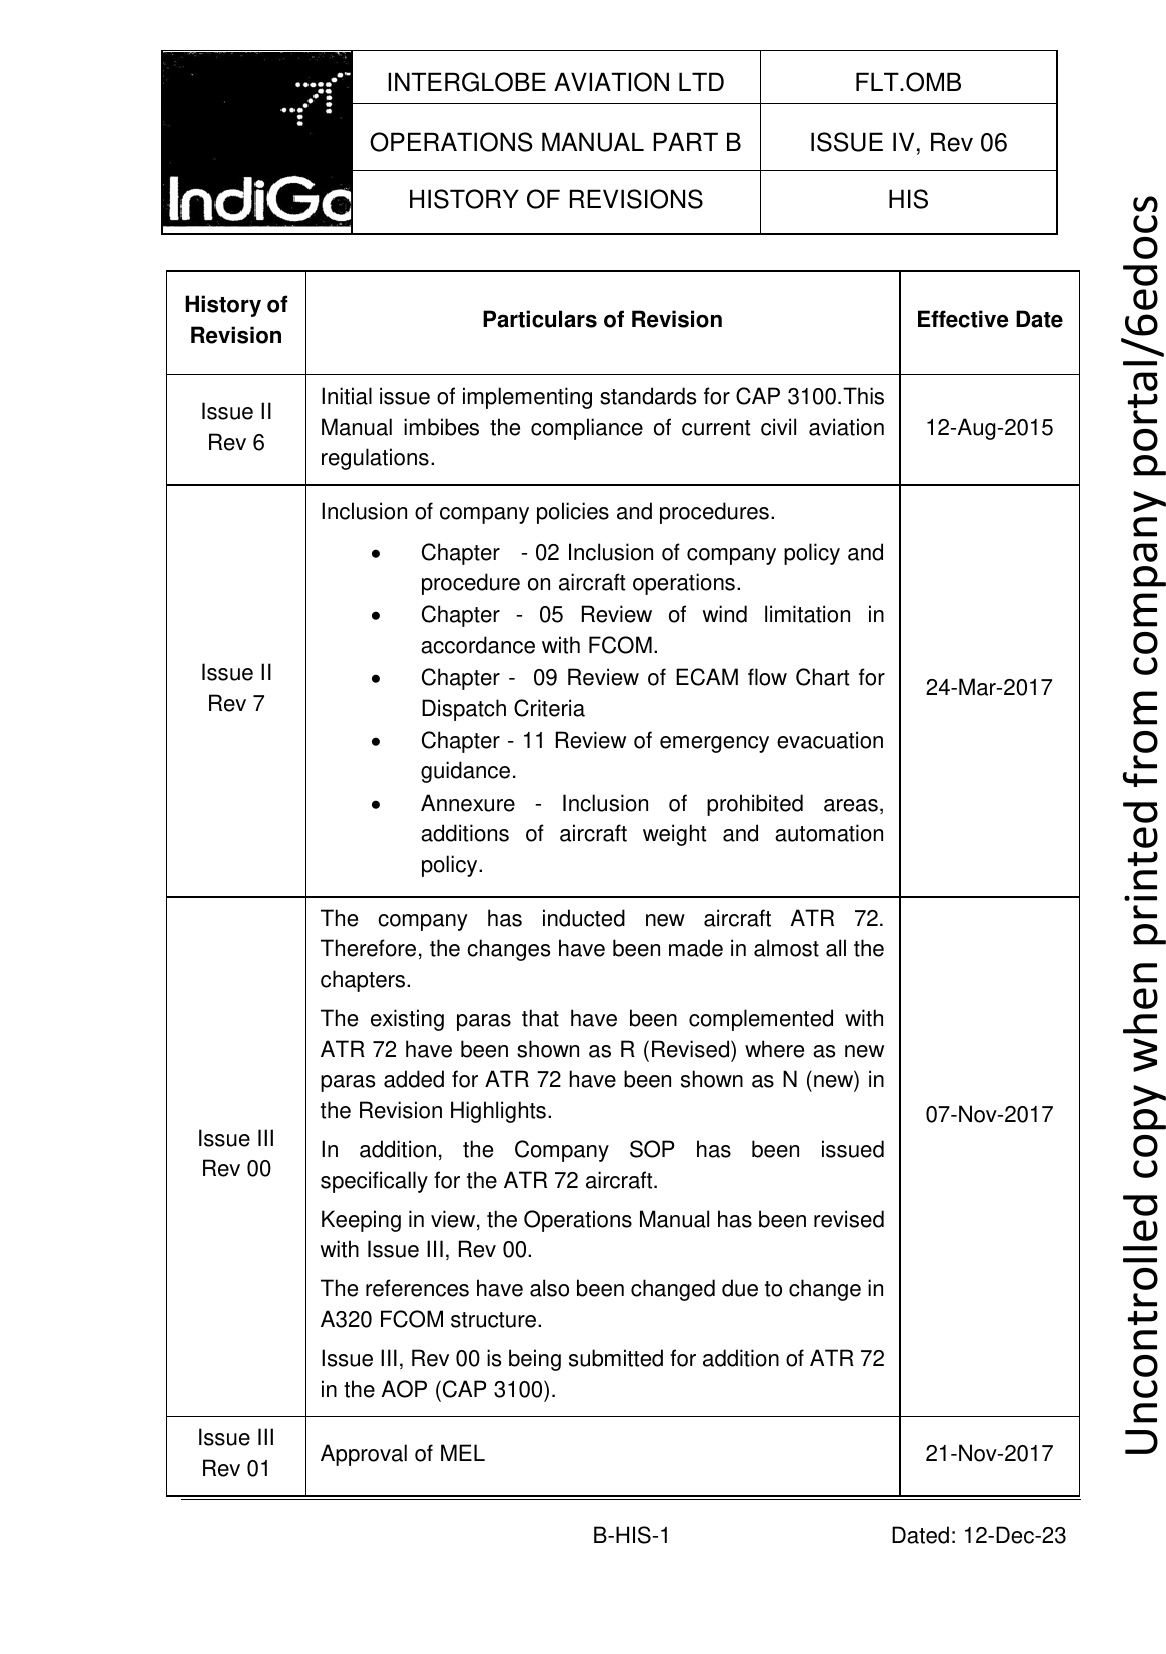 IndiGo
INTERGLOBE AVIATION LTD
FLT.OMB
OPERATIONS MANUAL PART B
ISSUE IV, Rev 06
HISTORY OF REVISIONS
HIS
History of
Revision
Particulars of Revision
Effective Date
Issue II
Rev 6
Initial issue of implementing standards for CAP 3100.This
Manual imbibes the compliance of current civil aviation
regulations.
12-Aug-2015
Issue II
Rev 7
Inclusion of company policies and procedures.
• Chapter - 02 Inclusion of company policy and
procedure on aircraft operations.
• Chapter - 05 Review of wind limitation in
accordance with FCOM.
• Chapter - 09 Review of ECAM flow Chart for
Dispatch Criteria
• Chapter - 11 Review of emergency evacuation
guidance.
• Annexure - Inclusion of prohibited areas,
additions of aircraft weight and automation
policy.
24-Mar-2017
Issue III
Rev 00
The company has inducted new aircraft ATR 72.
Therefore, the changes have been made in almost all the
chapters.
The existing paras that have been complemented with
ATR 72 have been shown as R (Revised) where as new
paras added for ATR 72 have been shown as N (new) in
the Revision Highlights.
In addition, the Company SOP has been issued
specifically for the ATR 72 aircraft.
Keeping in view, the Operations Manual has been revised
with Issue III, Rev 00.
The references have also been changed due to change in
A320 FCOM structure.
Issue III, Rev 00 is being submitted for addition of ATR 72
in the AOP (CAP 3100).
07-Nov-2017
Issue III
Rev 01
Approval of MEL
21-Nov-2017
B-HIS-1
Dated: 12-Dec-23
Uncontrolled copy when printed from company portal/6edocs